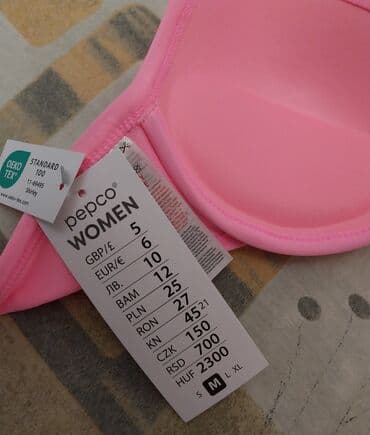 OEKO
TEX®
STANDARD
100
Shirley
pepco®
WOMEN
GBP/£ 5
EUR/€ 6
ЛВ. 10
BAM 12
PLN 25
RON 27
KN 45 21
CZK 150
RSD 700
HUF 2300
S M L XL